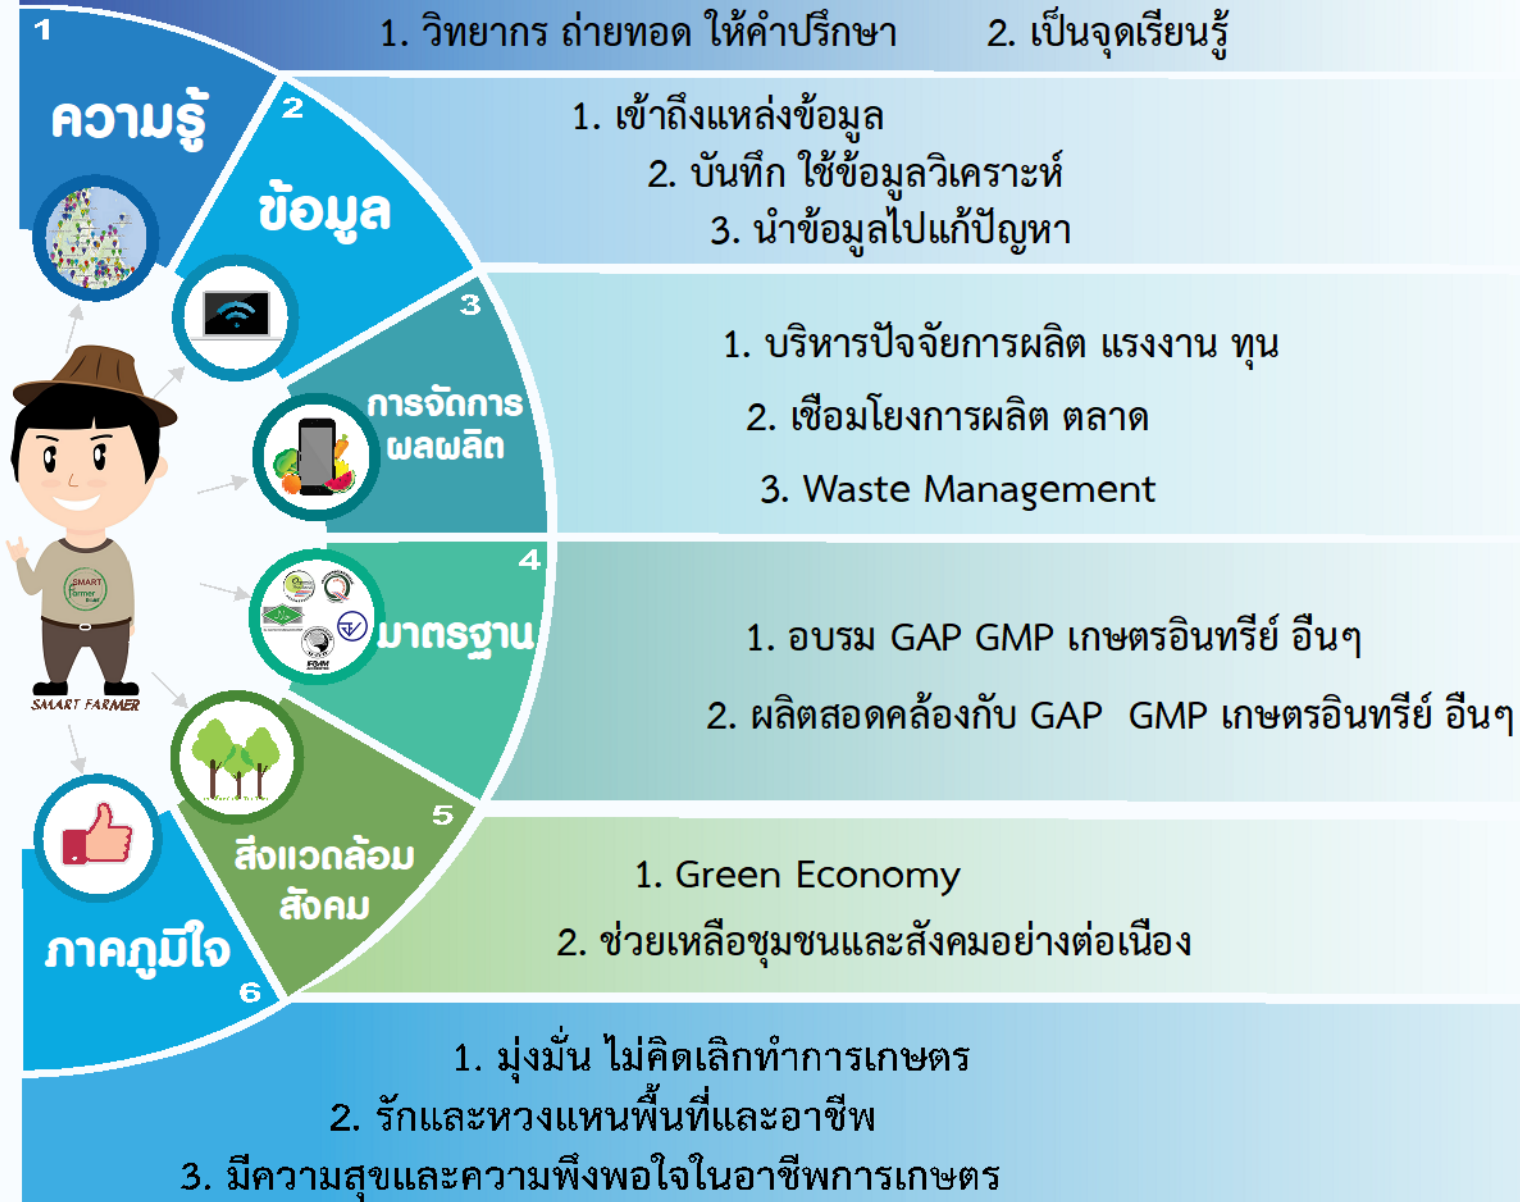 1
1. วิทยากร ถ่ายทอด ให้คำปรึกษา 2. เป็นจุดเรียนรู้
ความรู้
2
1. เข้าถึงแหล่งข้อมูล
2. บันทึก ใช้ข้อมูลวิเคราะห์
3. นำข้อมูลไปแก้ปัญหา
ข้อมูล
3
1. บริหารปัจจัยการผลิต แรงงาน ทุน
2. เชือมโยงการผลิต ตลาด
3. Waste Management
การจัดการ
ผลผลิต
4
1. อบรม GAP GMP เกษตรอินทรีย์ อืนๆ
2. ผลิตสอดคล้องกับ GAP GMP เกษตรอินทรีย์ อืนๆ
มาตรฐาน
SMART
Farmer
SMART FARMER
5
1. Green Economy
2. ช่วยเหลือชุมชนและสังคมอย่างต่อเนือง
สิงแวดล้อม
สังคม
ภาคภูมิใจ
6
1. มุ่งมั่น ไม่คิดเลิกทำการเกษตร
2. รักและหวงแหนพื้นที่และอาชีพ
3. มีความสุขและความพึงพอใจในอาชีพการเกษตร